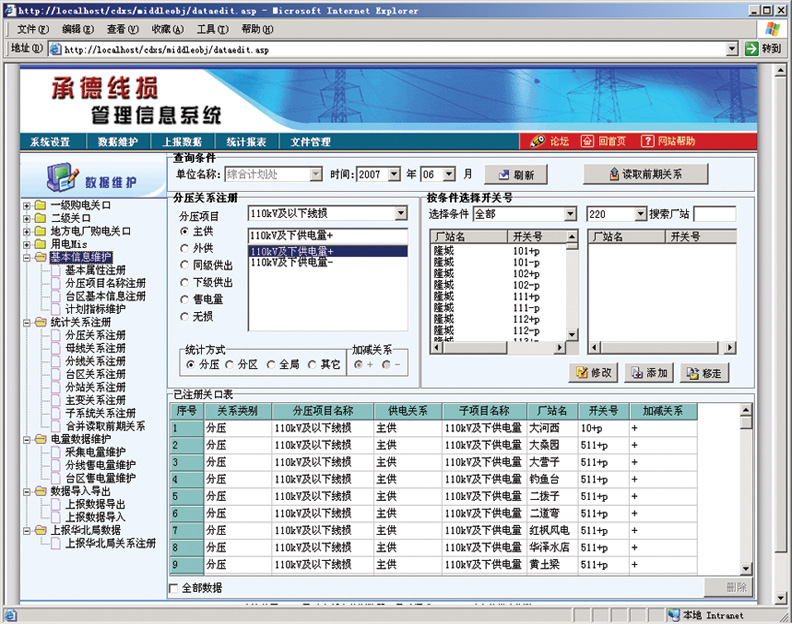 http://localhost/cdxs/middleobj/dataedit.asp - Microsoft Internet Explorer
文件(F) 编辑(E) 查看(V) 收藏(A) 工具(T) 帮助(H)
地址(D) http://localhost/cdxs/middleobj/dataedit.asp 转到
承德线损
管理信息系统
系统设置 数据维护 上报数据 统计报表 文件管理 论坛 回首页 网站帮助
数据维护
一级购电关口
二级关口
地方电厂购电关口
用电Mis
基本信息维护
基本属性注册
分压项目名称注册
台区基本信息注册
计划指标维护
统计关系注册
分压关系注册
母线关系注册
分线关系注册
台区关系注册
分站关系注册
主变关系注册
子系统关系注册
合并读取前期关系
电量数据维护
采集电量维护
分线售电量维护
台区售电量维护
数据导入导出
上报数据导出
上报数据导入
上报华北局数据
上报华北局关系注册
查询条件
单位名称: 综合计划处 时间: 2007 年 06 月 刷新 读取前期关系
分压关系注册
分压项目 110kV及以下线损
主供
外供
同级供出
下级供出
售电量
无损
110kV及下供电量+
110kV及下供电量+
110kV及下供电量-
统计方式
分压 分区 全局 其它
加减关系
+ -
按条件选择开关号
选择条件 全部 220 搜索厂站
厂站名 开关号 厂站名 开关号
隆城 101+p
隆城 101-p
隆城 102+p
隆城 102-p
隆城 111+p
隆城 111-p
隆城 112+p
隆城 112-p
修改 添加 移走
已注册关口表
序号 关系类别 分压项目名称 供电关系 子项目名称 厂站名 开关号 加减关系
1 分压 110kV及以下线损 主供 110kV及下供电量 大河西 10+p +
2 分压 110kV及以下线损 主供 110kV及下供电量 大桑园 511+p +
3 分压 110kV及以下线损 主供 110kV及下供电量 大营子 511+p +
4 分压 110kV及以下线损 主供 110kV及下供电量 钓鱼台 511+p +
5 分压 110kV及以下线损 主供 110kV及下供电量 二拨子 511+p +
6 分压 110kV及以下线损 主供 110kV及下供电量 二道弯 511+p +
7 分压 110kV及以下线损 主供 110kV及下供电量 红枫风电 511+p +
8 分压 110kV及以下线损 主供 110kV及下供电量 华泽水店 511+p +
9 分压 110kV及以下线损 主供 110kV及下供电量 黄土梁 511+p +
全部数据 删除
本地 Intranet